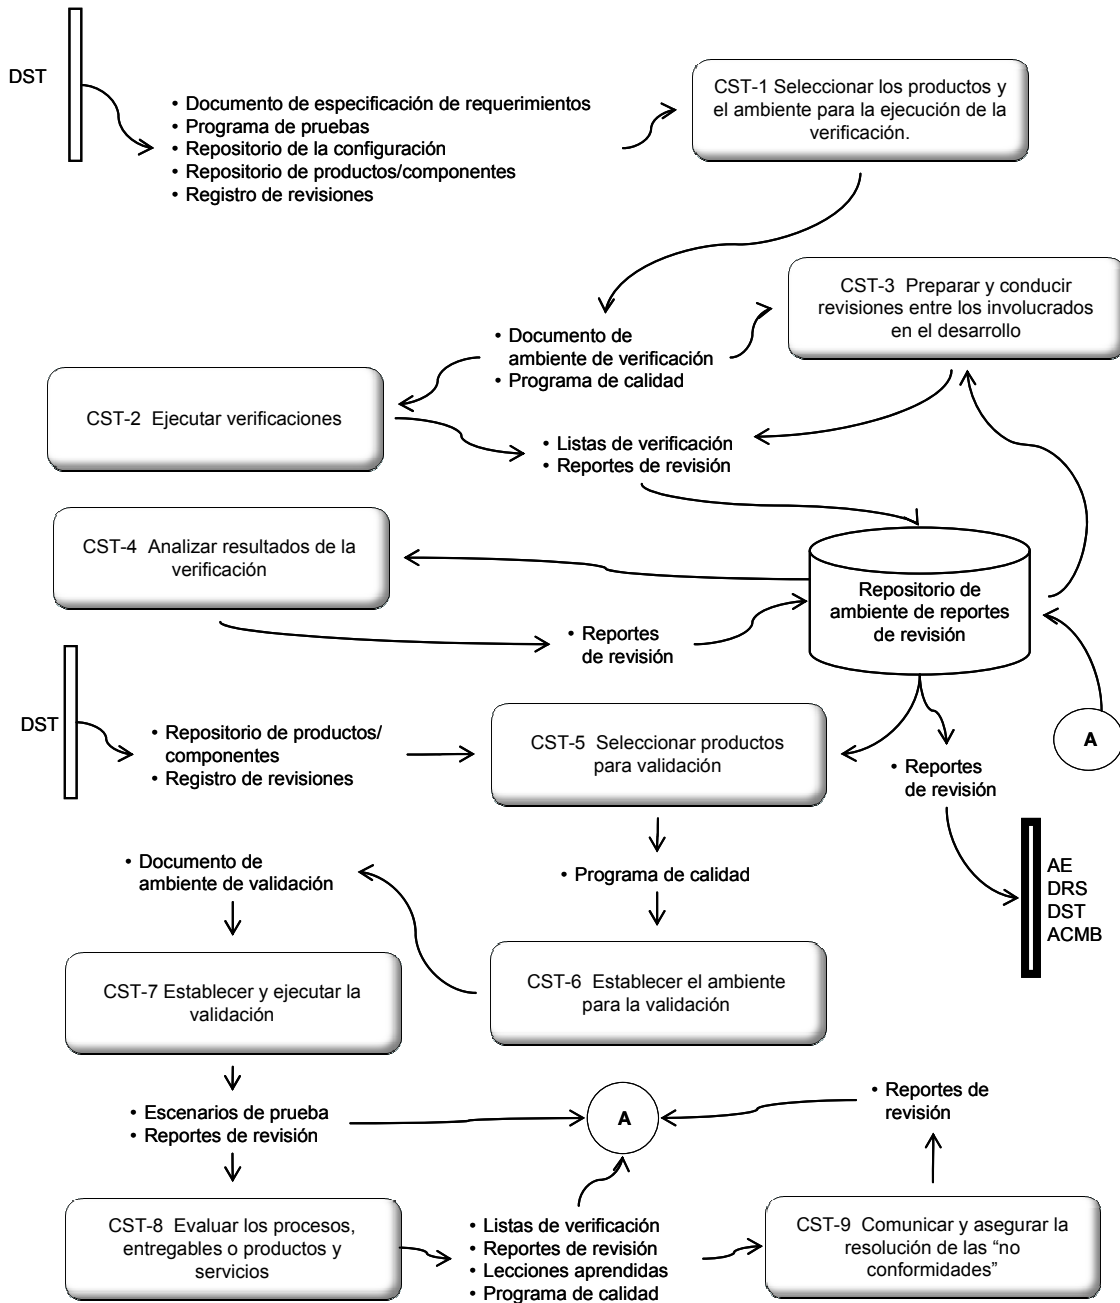 DST
• Documento de especificación de requerimientos
• Programa de pruebas
• Repositorio de la configuración
• Repositorio de productos/componentes
• Registro de revisiones
CST-1 Seleccionar los productos y
el ambiente para la ejecución de la
verificación.
CST-3 Preparar y conducir
revisiones entre los involucrados
en el desarrollo
• Documento de
ambiente de verificación
• Programa de calidad
CST-2 Ejecutar verificaciones
• Listas de verificación
• Reportes de revisión
CST-4 Analizar resultados de la
verificación
Repositorio de
ambiente de reportes
de revisión
• Reportes
de revisión
DST
• Repositorio de productos/
componentes
• Registro de revisiones
CST-5 Seleccionar productos
para validación
A
• Reportes
de revisión
AE
DRS
DST
ACMB
• Documento de
ambiente de validación
• Programa de calidad
CST-7 Establecer y ejecutar la
validación
CST-6 Establecer el ambiente
para la validación
• Escenarios de prueba
• Reportes de revisión
A
• Reportes de
revisión
CST-8 Evaluar los procesos,
entregables o productos y
servicios
• Listas de verificación
• Reportes de revisión
• Lecciones aprendidas
• Programa de calidad
CST-9 Comunicar y asegurar la
resolución de las “no
conformidades”